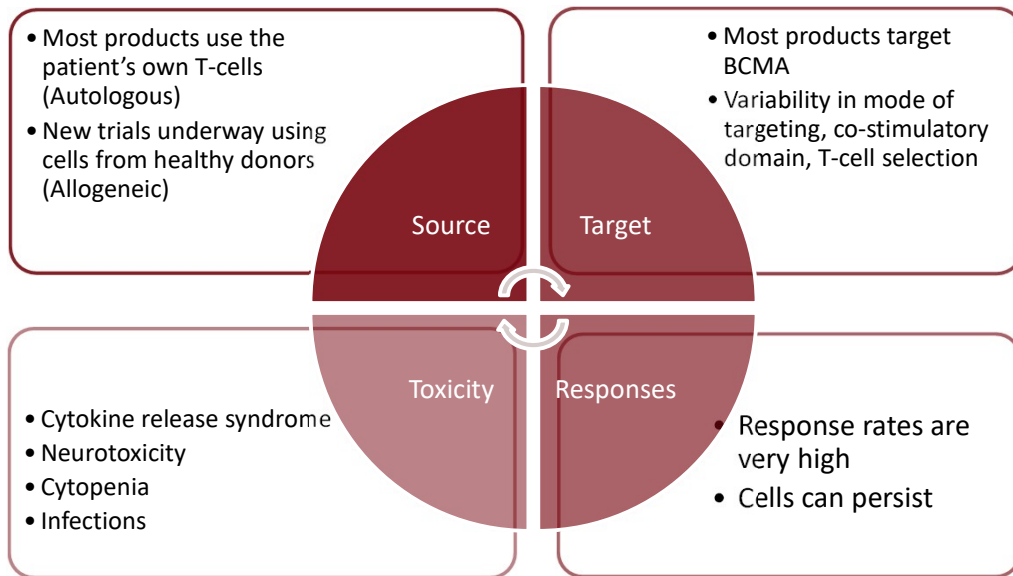 • Most products use the
patient’s own T-cells
(Autologous)
• New trials underway using
cells from healthy donors
(Allogeneic)
• Most products target
BCMA
• Variability in mode of
targeting, co-stimulatory
domain, T-cell selection
Source
Target
Toxicity
Responses
• Cytokine release syndrome
• Neurotoxicity
• Cytopenia
• Infections
• Response rates are
very high
• Cells can persist